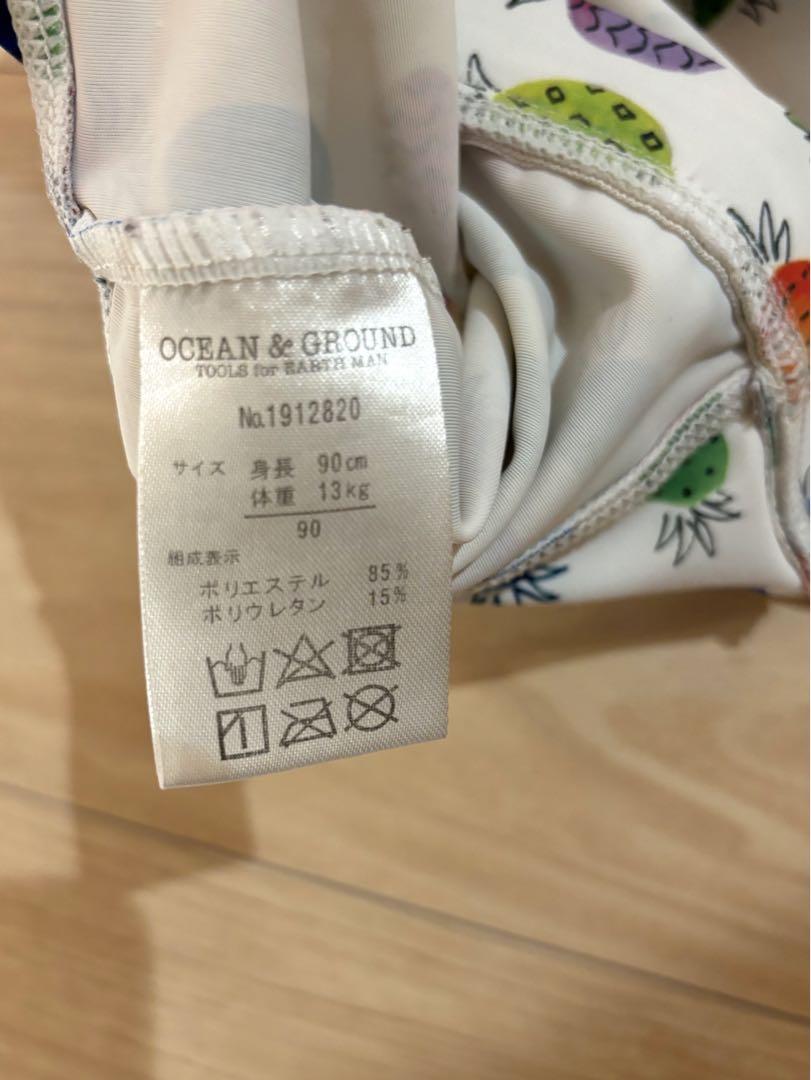 OCEAN & GROUND
TOOLS for EARTH MAN
No.1912820
サイズ 身長 90cm
体重 13kg
90
組成表示
ポリエステル 85%
ポリウレタン 15%